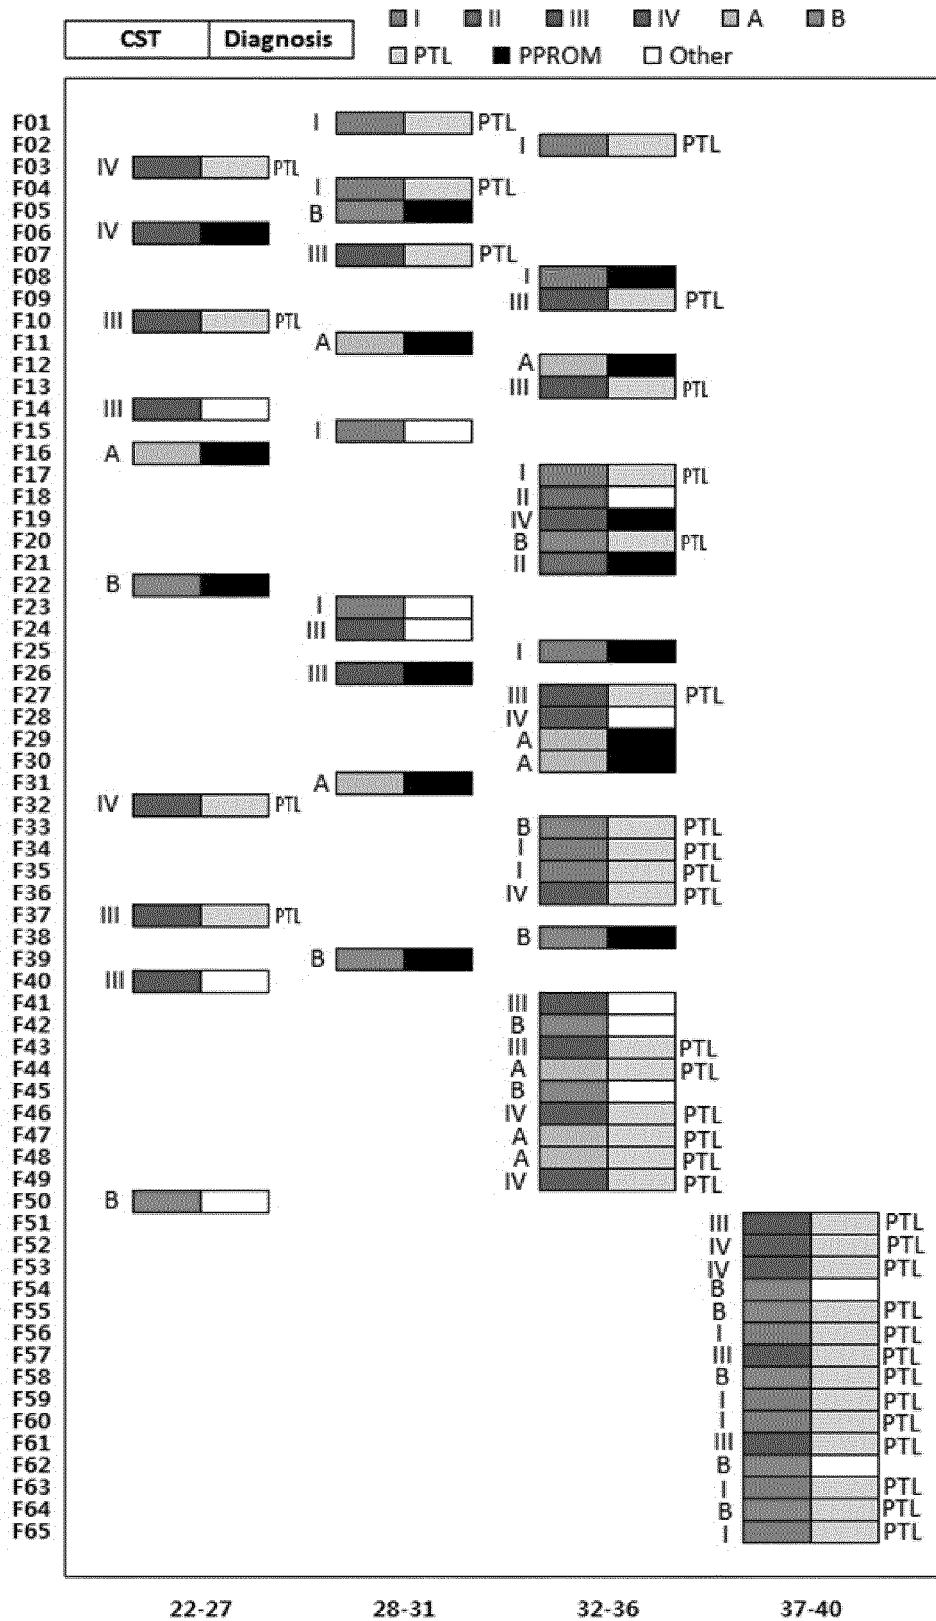 CST Diagnosis
I II III IV A B
PTL PPROM Other
F01 I PTL
F02 I PTL
F03 IV PTL
F04 I PTL
F05 B
F06 IV
F07 III PTL
F08 I
F09 III PTL
F10 III PTL
F11 A
F12 A
F13 III PTL
F14 III
F15 I
F16 A
F17 I PTL
F18 II
F19 IV
F20 B PTL
F21 II
F22 B
F23 I
F24 III
F25 I
F26 III
F27 III PTL
F28 IV
F29 A
F30 A
F31 A
F32 IV PTL
F33 B PTL
F34 I PTL
F35 I PTL
F36 IV PTL
F37 III PTL
F38 B
F39 B
F40 III
F41 III
F42 B
F43 III PTL
F44 A PTL
F45 B
F46 IV PTL
F47 A PTL
F48 A PTL
F49 IV PTL
F50 B
F51 III PTL
F52 IV PTL
F53 IV PTL
F54 B
F55 B PTL
F56 I PTL
F57 III PTL
F58 B PTL
F59 I PTL
F60 I PTL
F61 III PTL
F62 B
F63 I PTL
F64 B PTL
F65 I PTL
22-27 28-31 32-36 37-40